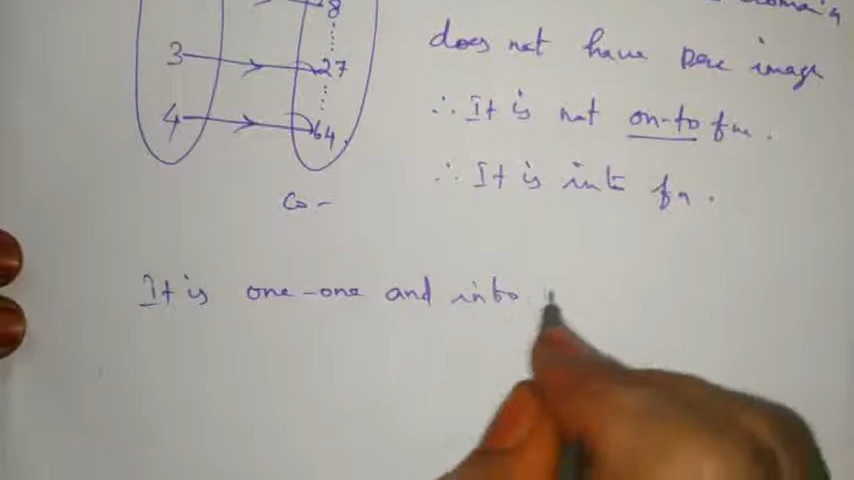 8
3 27
4 64
Co -
domain
does not have pre image
∴ It is not on-to fn.
∴ It is into fn.
It is one-one and into